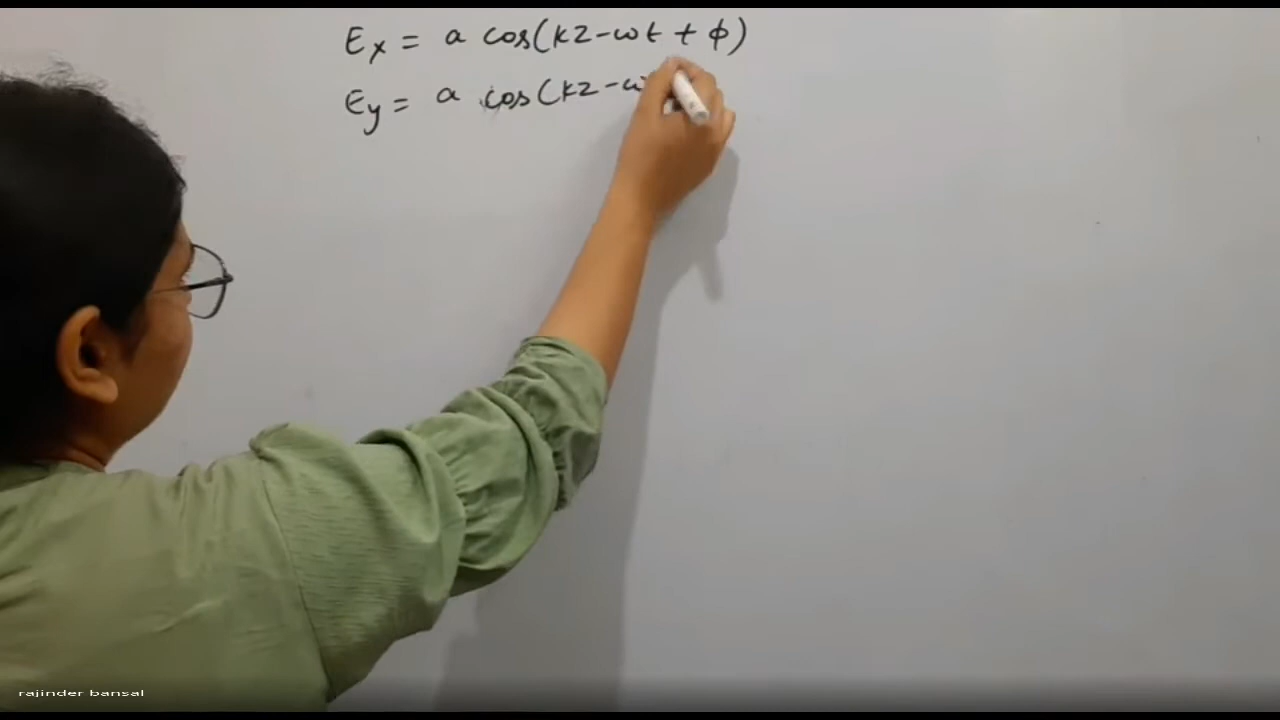 Ex = a cos(kz-ωt + ϕ)
Ey = a cos(kz-ω
rajinder bansal